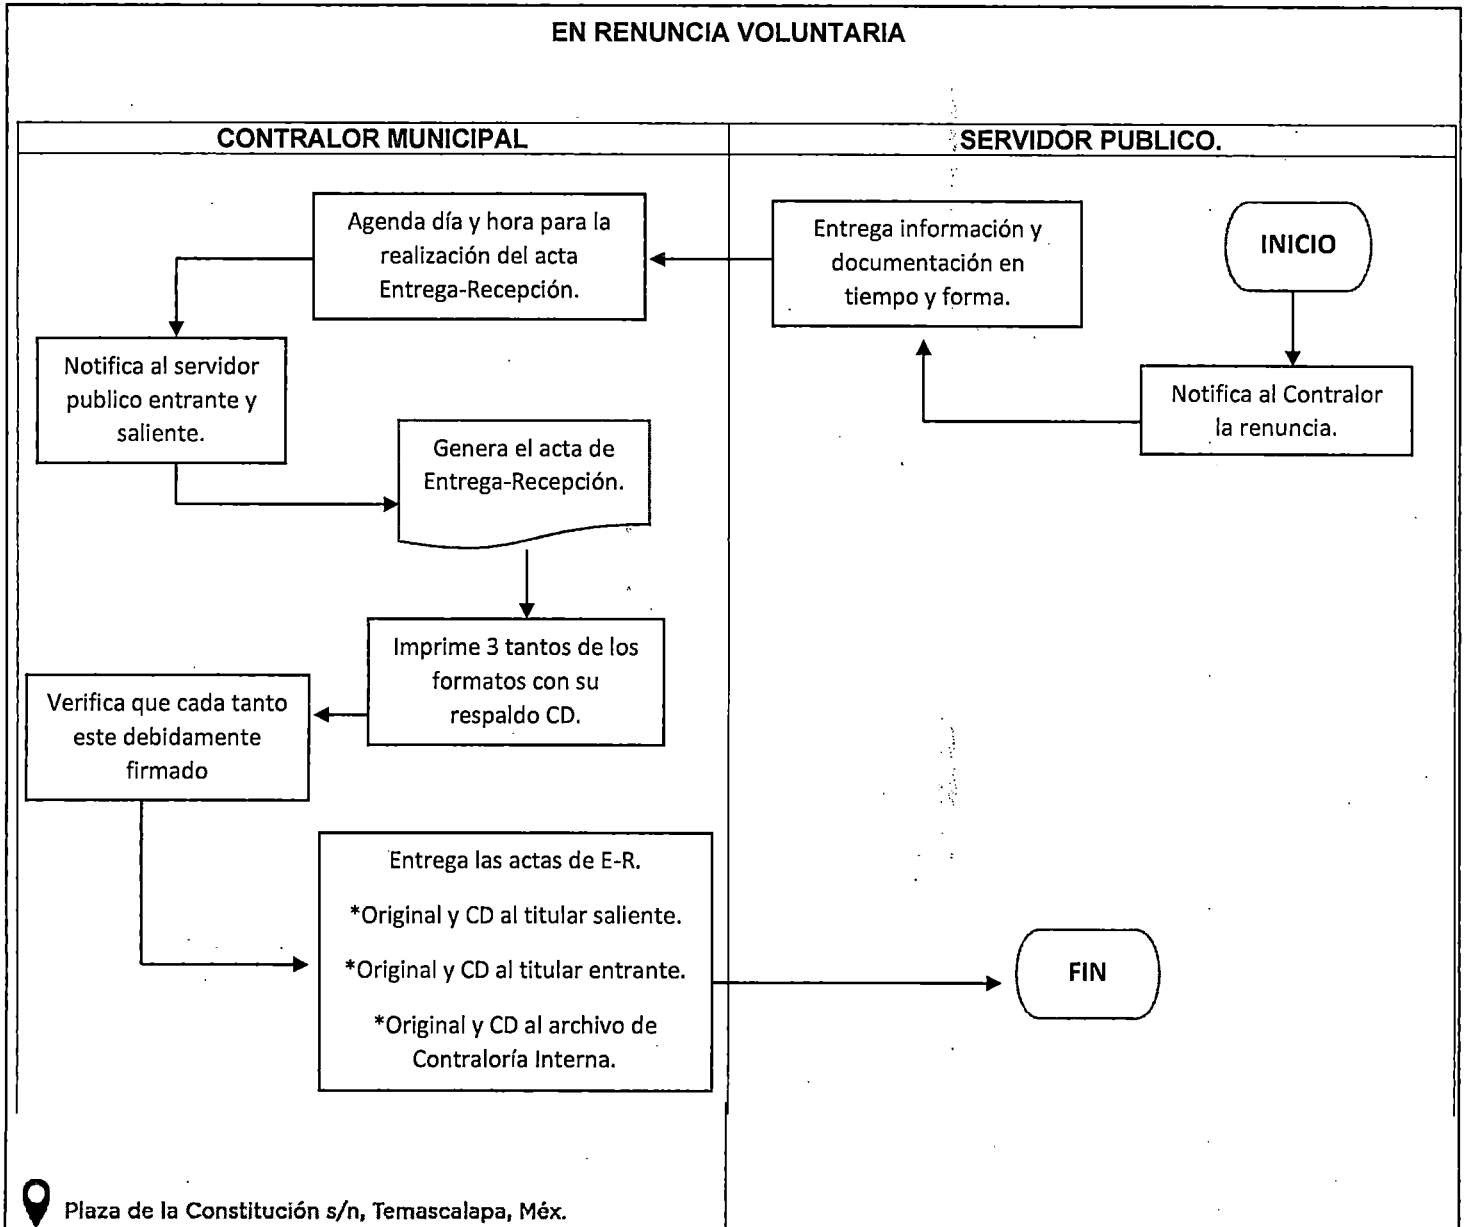 EN RENUNCIA VOLUNTARIA
CONTRALOR MUNICIPAL
SERVIDOR PUBLICO.
INICIO
Notifica al Contralor
la renuncia.
Entrega información y
documentación en
tiempo y forma.
Agenda día y hora para la
realización del acta
Entrega-Recepción.
Notifica al servidor
publico entrante y
saliente.
Genera el acta de
Entrega-Recepción.
Imprime 3 tantos de los
formatos con su
respaldo CD.
Verifica que cada tanto
este debidamente
firmado
Entrega las actas de E-R.
*Original y CD al titular saliente.
*Original y CD al titular entrante.
*Original y CD al archivo de
Contraloría Interna.
FIN
Plaza de la Constitución s/n, Temascalapa, Méx.